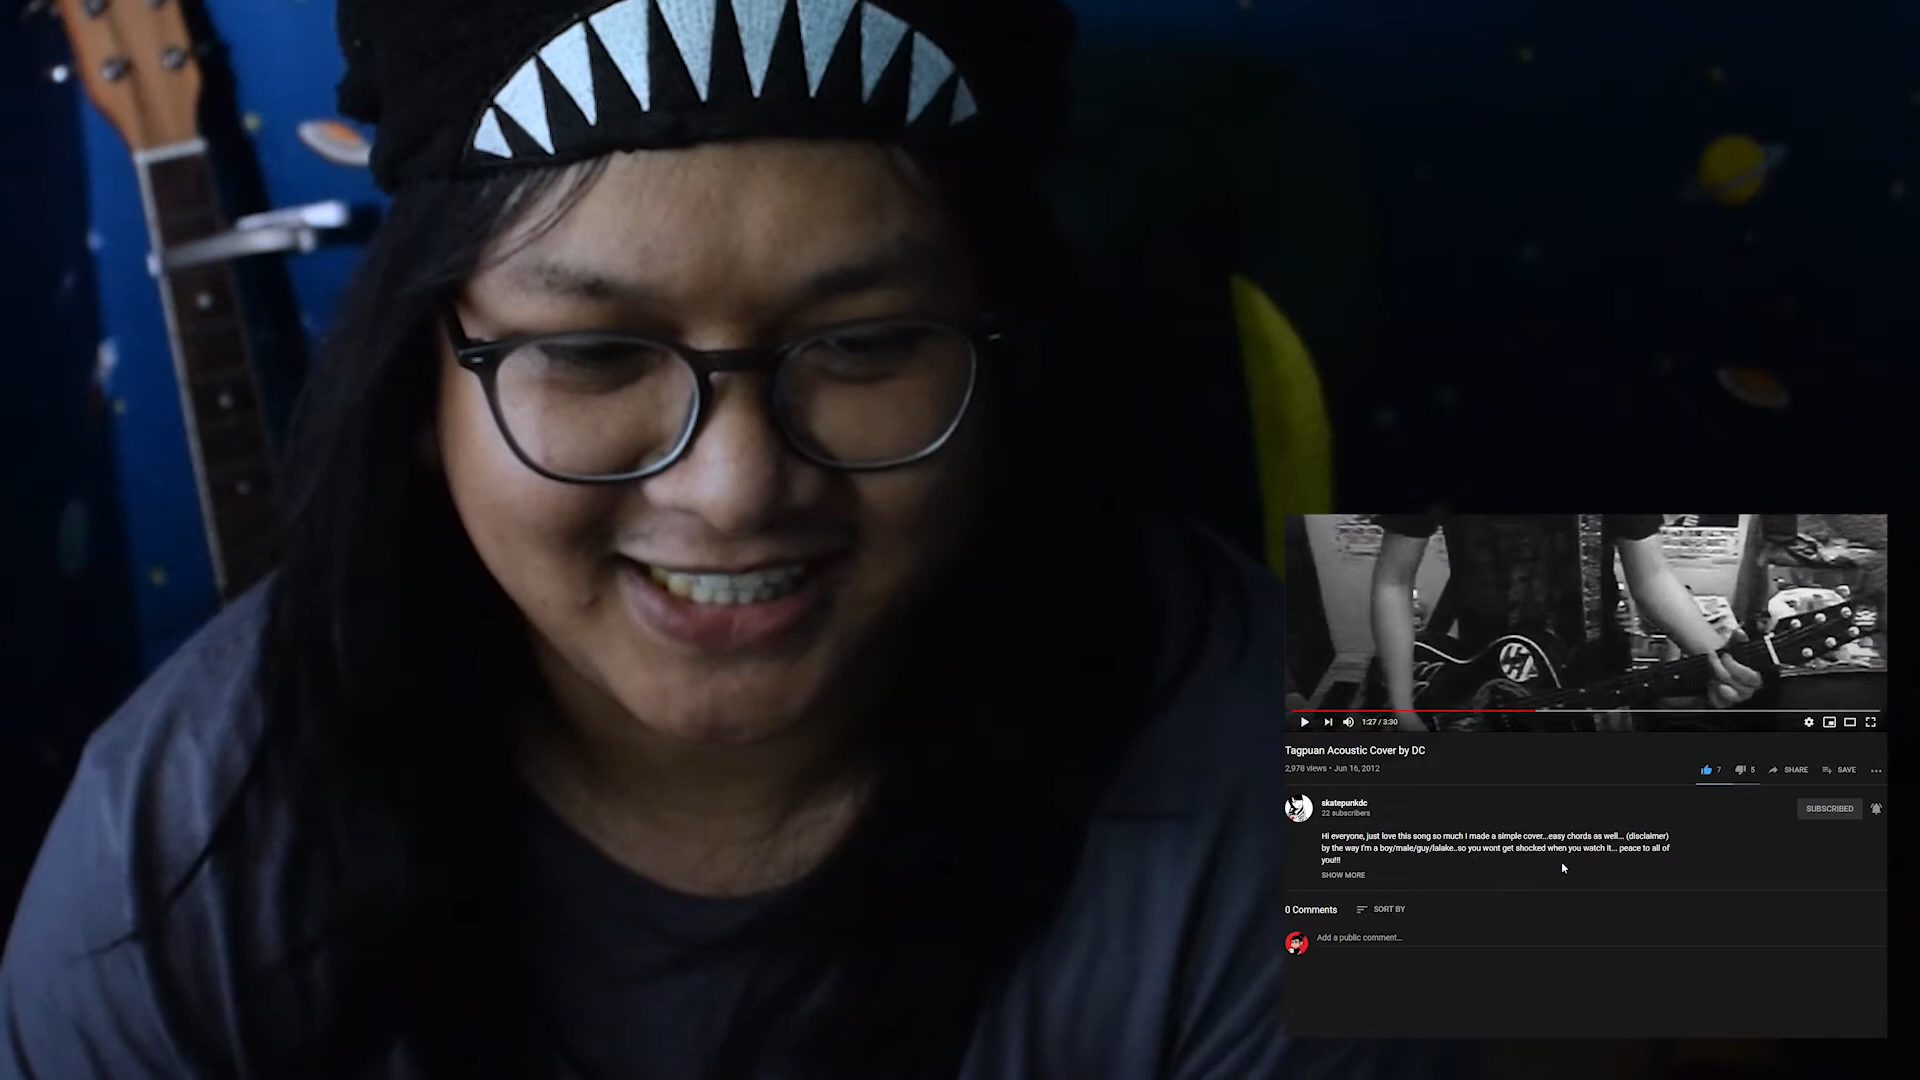 1:27 / 3:30
Tagpuan Acoustic Cover by DC
2,978 views • Jun 16, 2012
7 5 SHARE SAVE
skatepunkdc
22 subscribers
SUBSCRIBED
Hi everyone, just love this song so much I made a simple cover...easy chords as well... (disclaimer)
by the way I'm a boy/male/guy/lalake..so you wont get shocked when you watch it... peace to all of
you!!!
SHOW MORE
0 Comments SORT BY
Add a public comment...